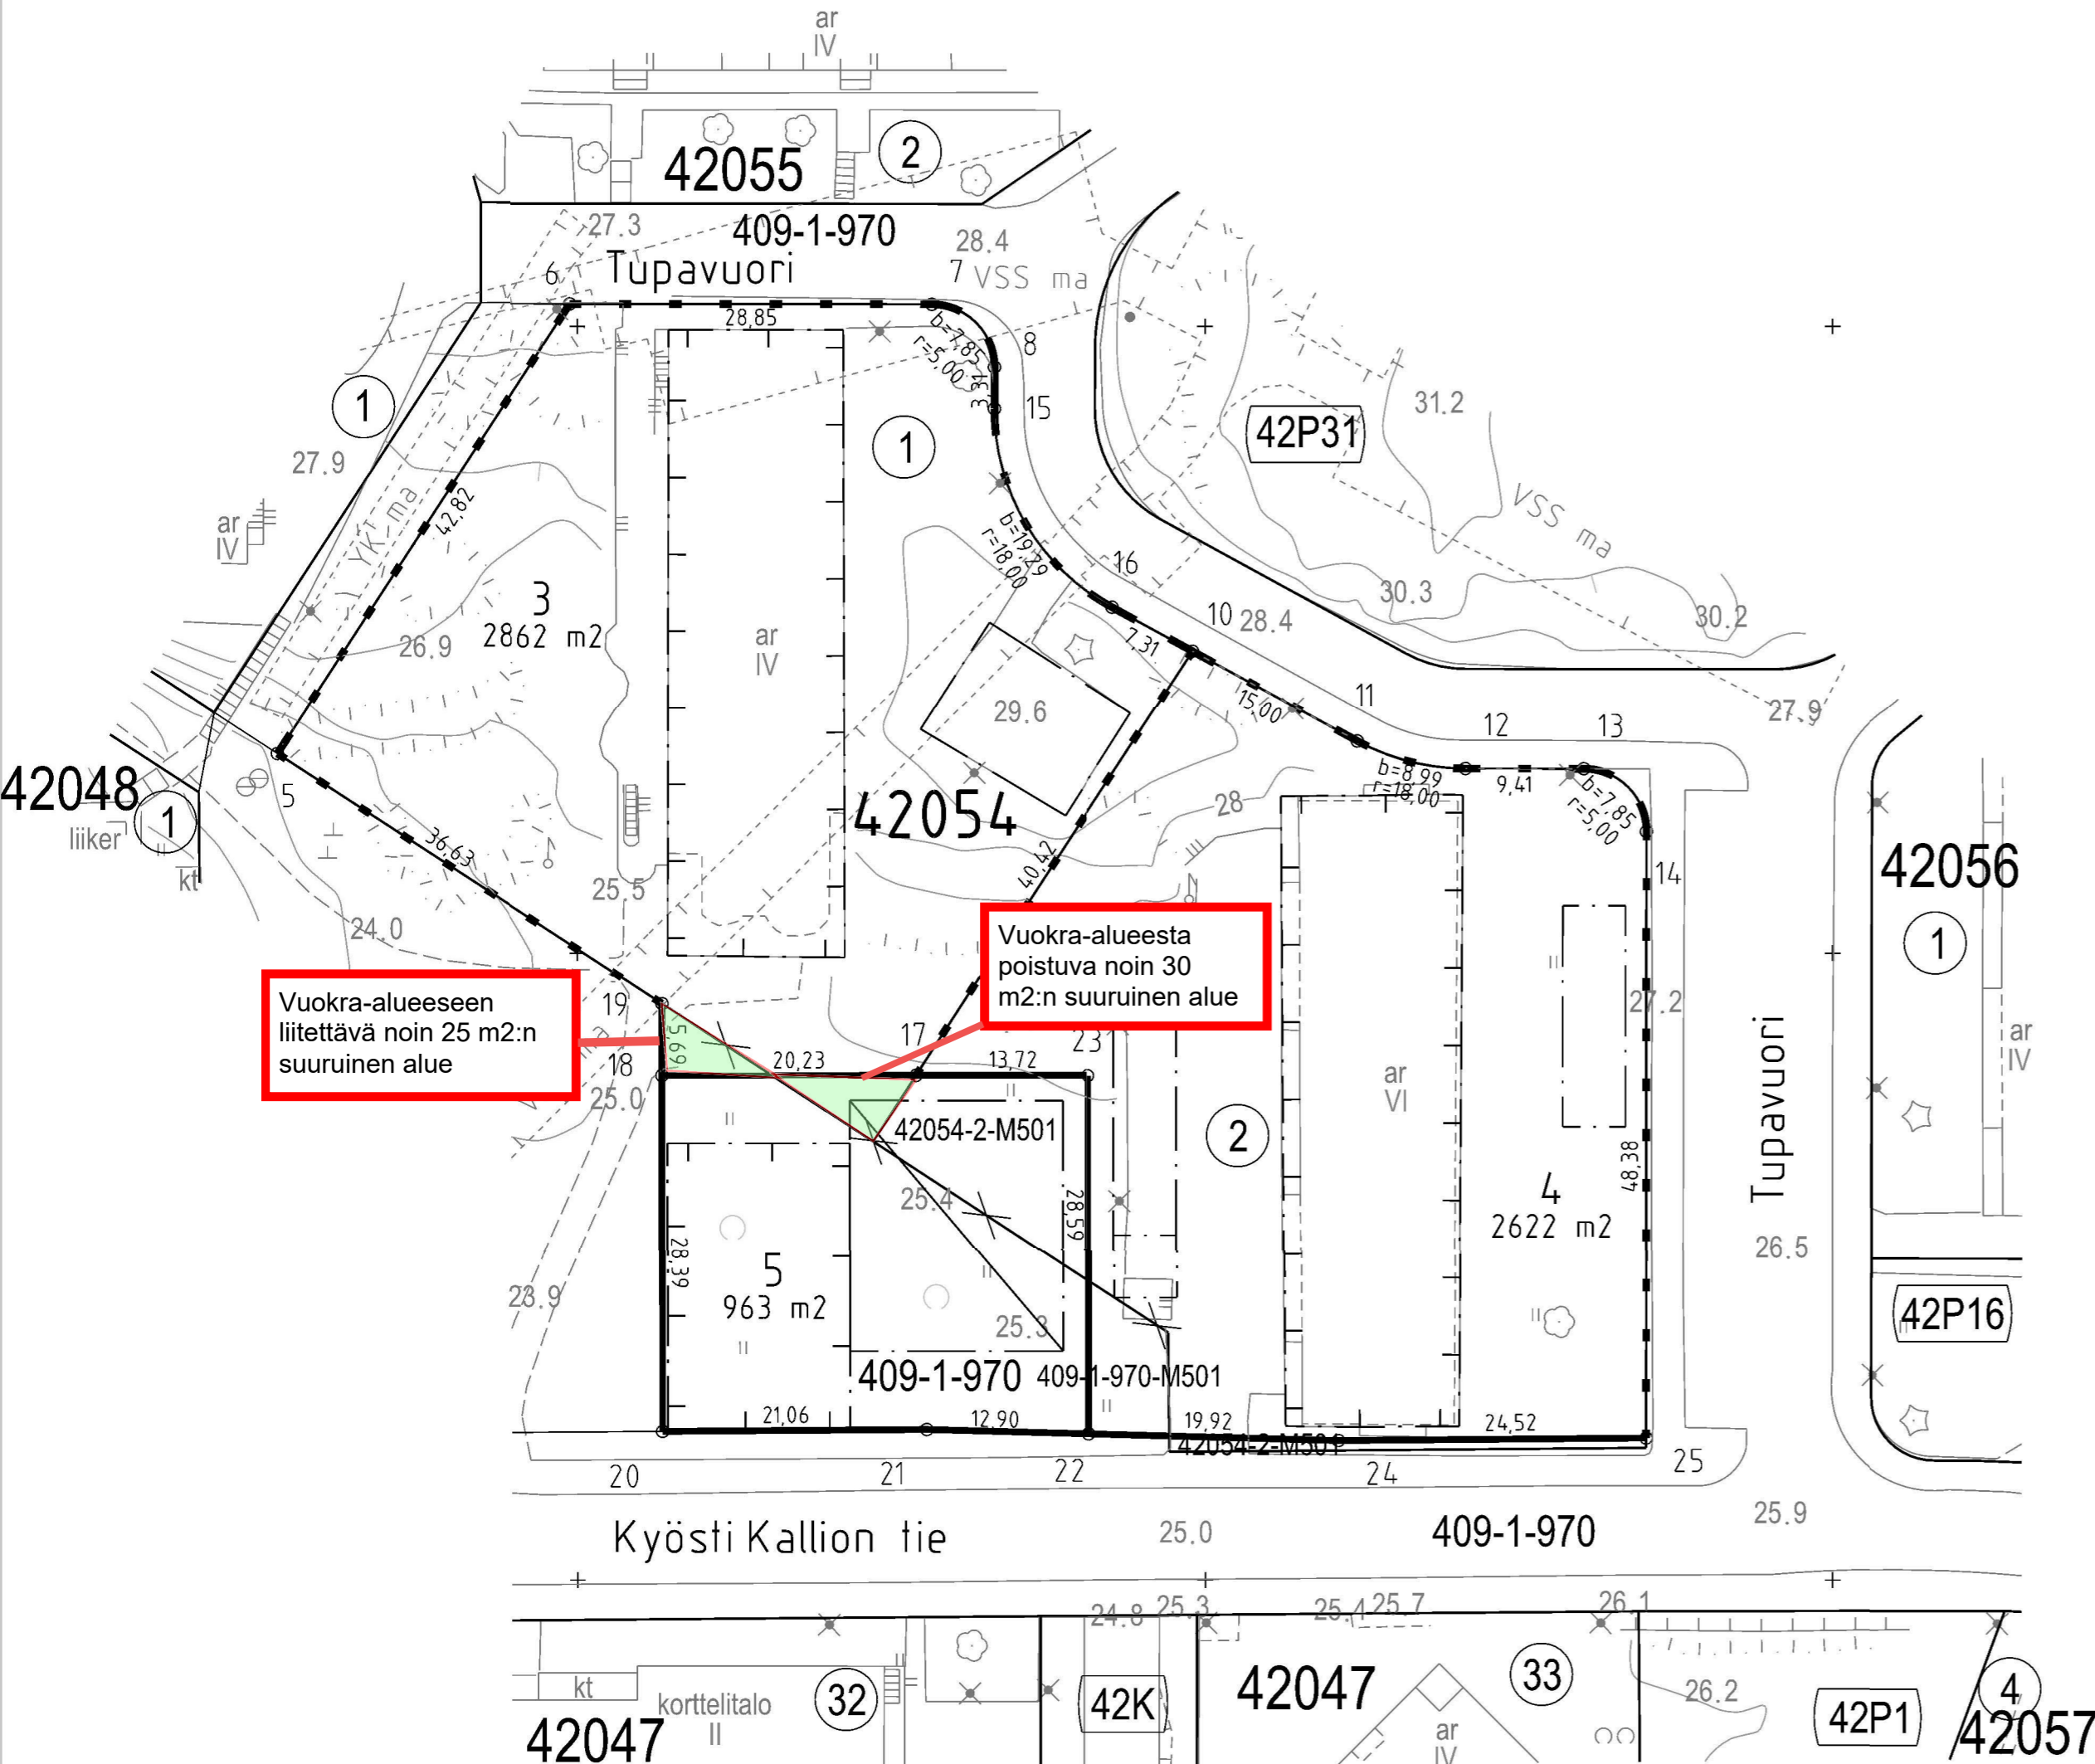 ar
IV
42055
2
409-1-970
27.3
28.4
Tupavuori
6
7
VSS ma
28,85
b=7,85
r=5,00
8
3,31
15
1
1
27.9
42P31
31.2
VSS ma
ar
IV
YK ma
42,82
b=19,29
r=18,00
16
3
2862 m2
26.9
ar
IV
10
28.4
30.3
30.2
7,31
29.6
15,00
11
12
13
27.9
42048
1
liiker
kt
5
b=8,99
r=18,00
9,41
b=7,85
r=5,00
28
42054
36,63
40,42
14
42056
1
25.5
24.0
Vuokra-alueesta
poistuva noin 30
m2:n suuruinen alue
Vuokra-alueeseen
liitettävä noin 25 m2:n
suuruinen alue
19
18
5,69
20,23
17
13,72
23
27.2
Tupavuori
ar
IV
ar
VI
25.0
42054-2-M501
2
25.4
28,59
48,38
4
2622 m2
28,39
5
963 m2
26.5
23.9
25.3
42P16
409-1-970
409-1-970-M501
21,06
12,90
19,92
24,52
42054-2-M501
20
21
22
24
25
Kyösti Kallion tie
25.0
409-1-970
25.9
24.8
25.3
25.4
25.7
26.1
kt
korttelitalo
II
32
42047
42K
42047
33
ar
IV
26.2
42P1
4
42057